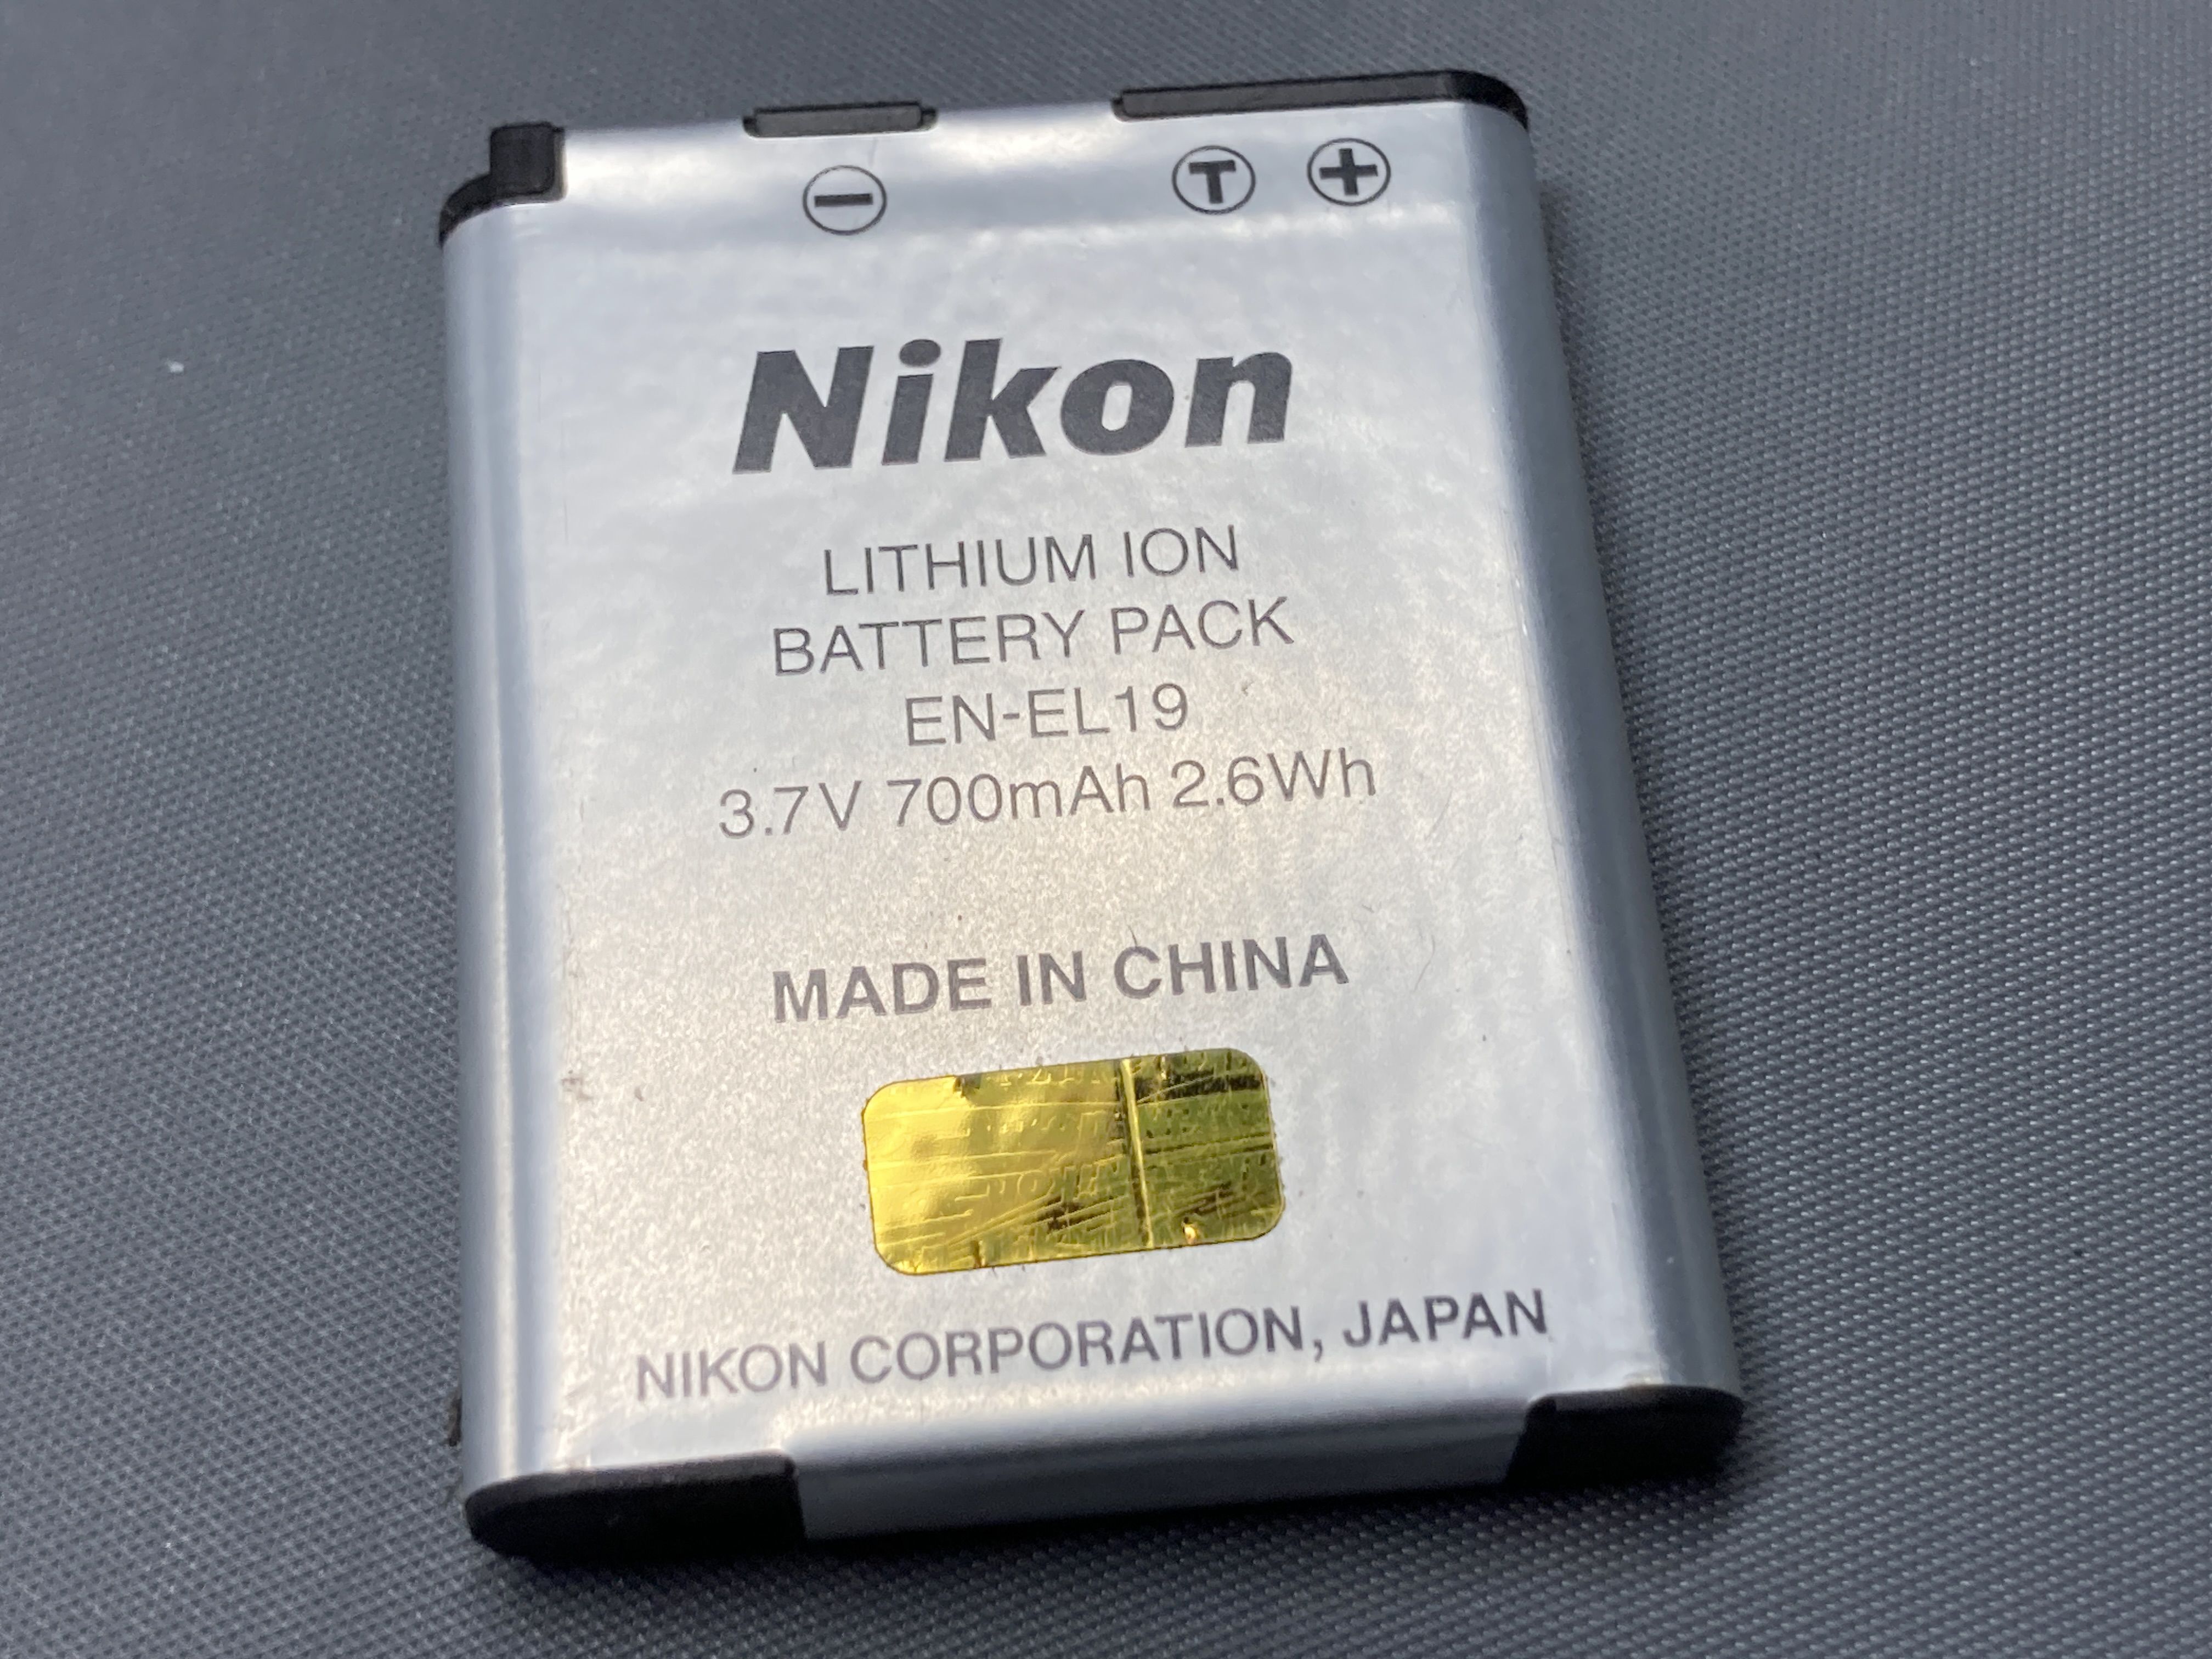 − T +
Nikon
LITHIUM ION
BATTERY PACK
EN-EL19
3.7V 700mAh 2.6Wh
MADE IN CHINA
NIKON CORPORATION, JAPAN